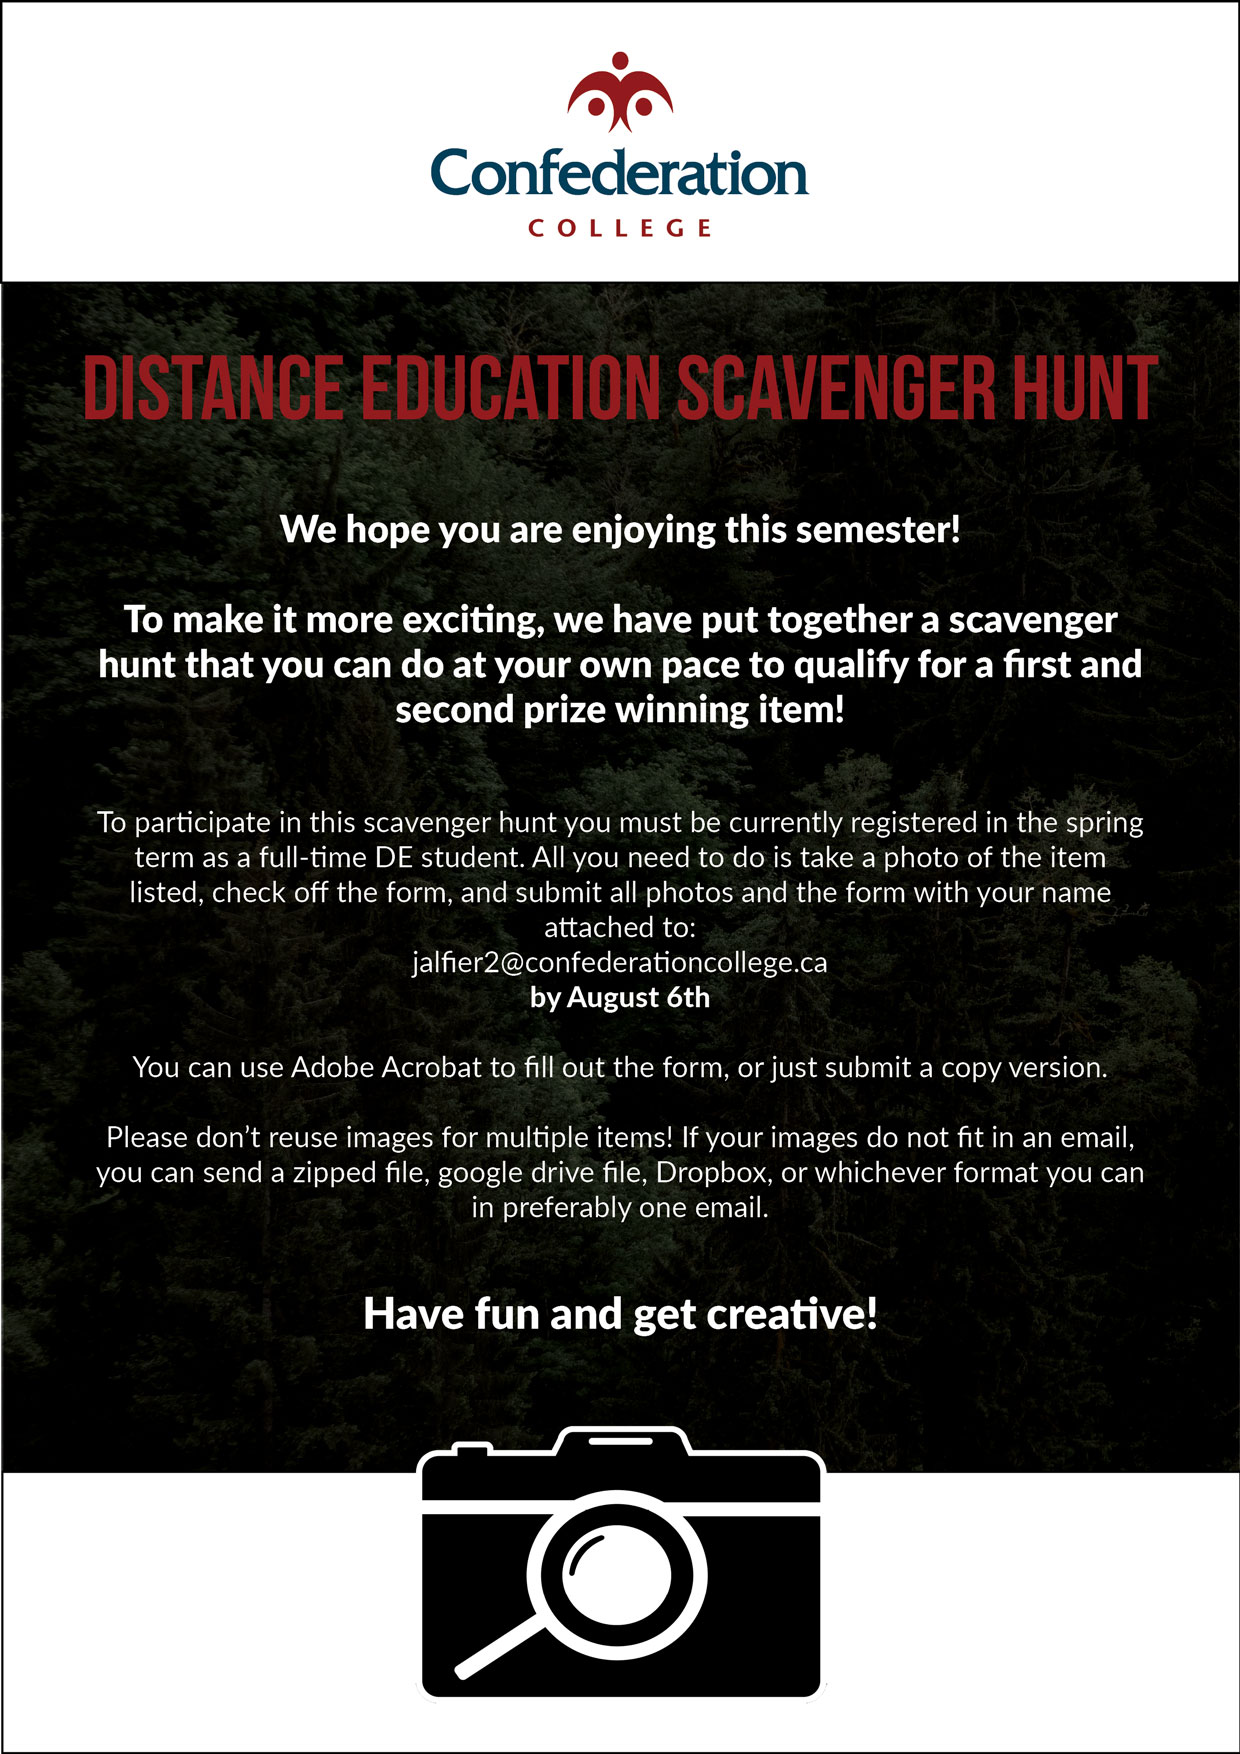 Confederation
COLLEGE
DISTANCE EDUCATION SCAVENGER HUNT
We hope you are enjoying this semester!
To make it more exciting, we have put together a scavenger
hunt that you can do at your own pace to qualify for a first and
second prize winning item!
To participate in this scavenger hunt you must be currently registered in the spring
term as a full-time DE student. All you need to do is take a photo of the item
listed, check off the form, and submit all photos and the form with your name
attached to:
jalfier2@confederationcollege.ca
by August 6th
You can use Adobe Acrobat to fill out the form, or just submit a copy version.
Please don’t reuse images for multiple items! If your images do not fit in an email,
you can send a zipped file, google drive file, Dropbox, or whichever format you can
in preferably one email.
Have fun and get creative!